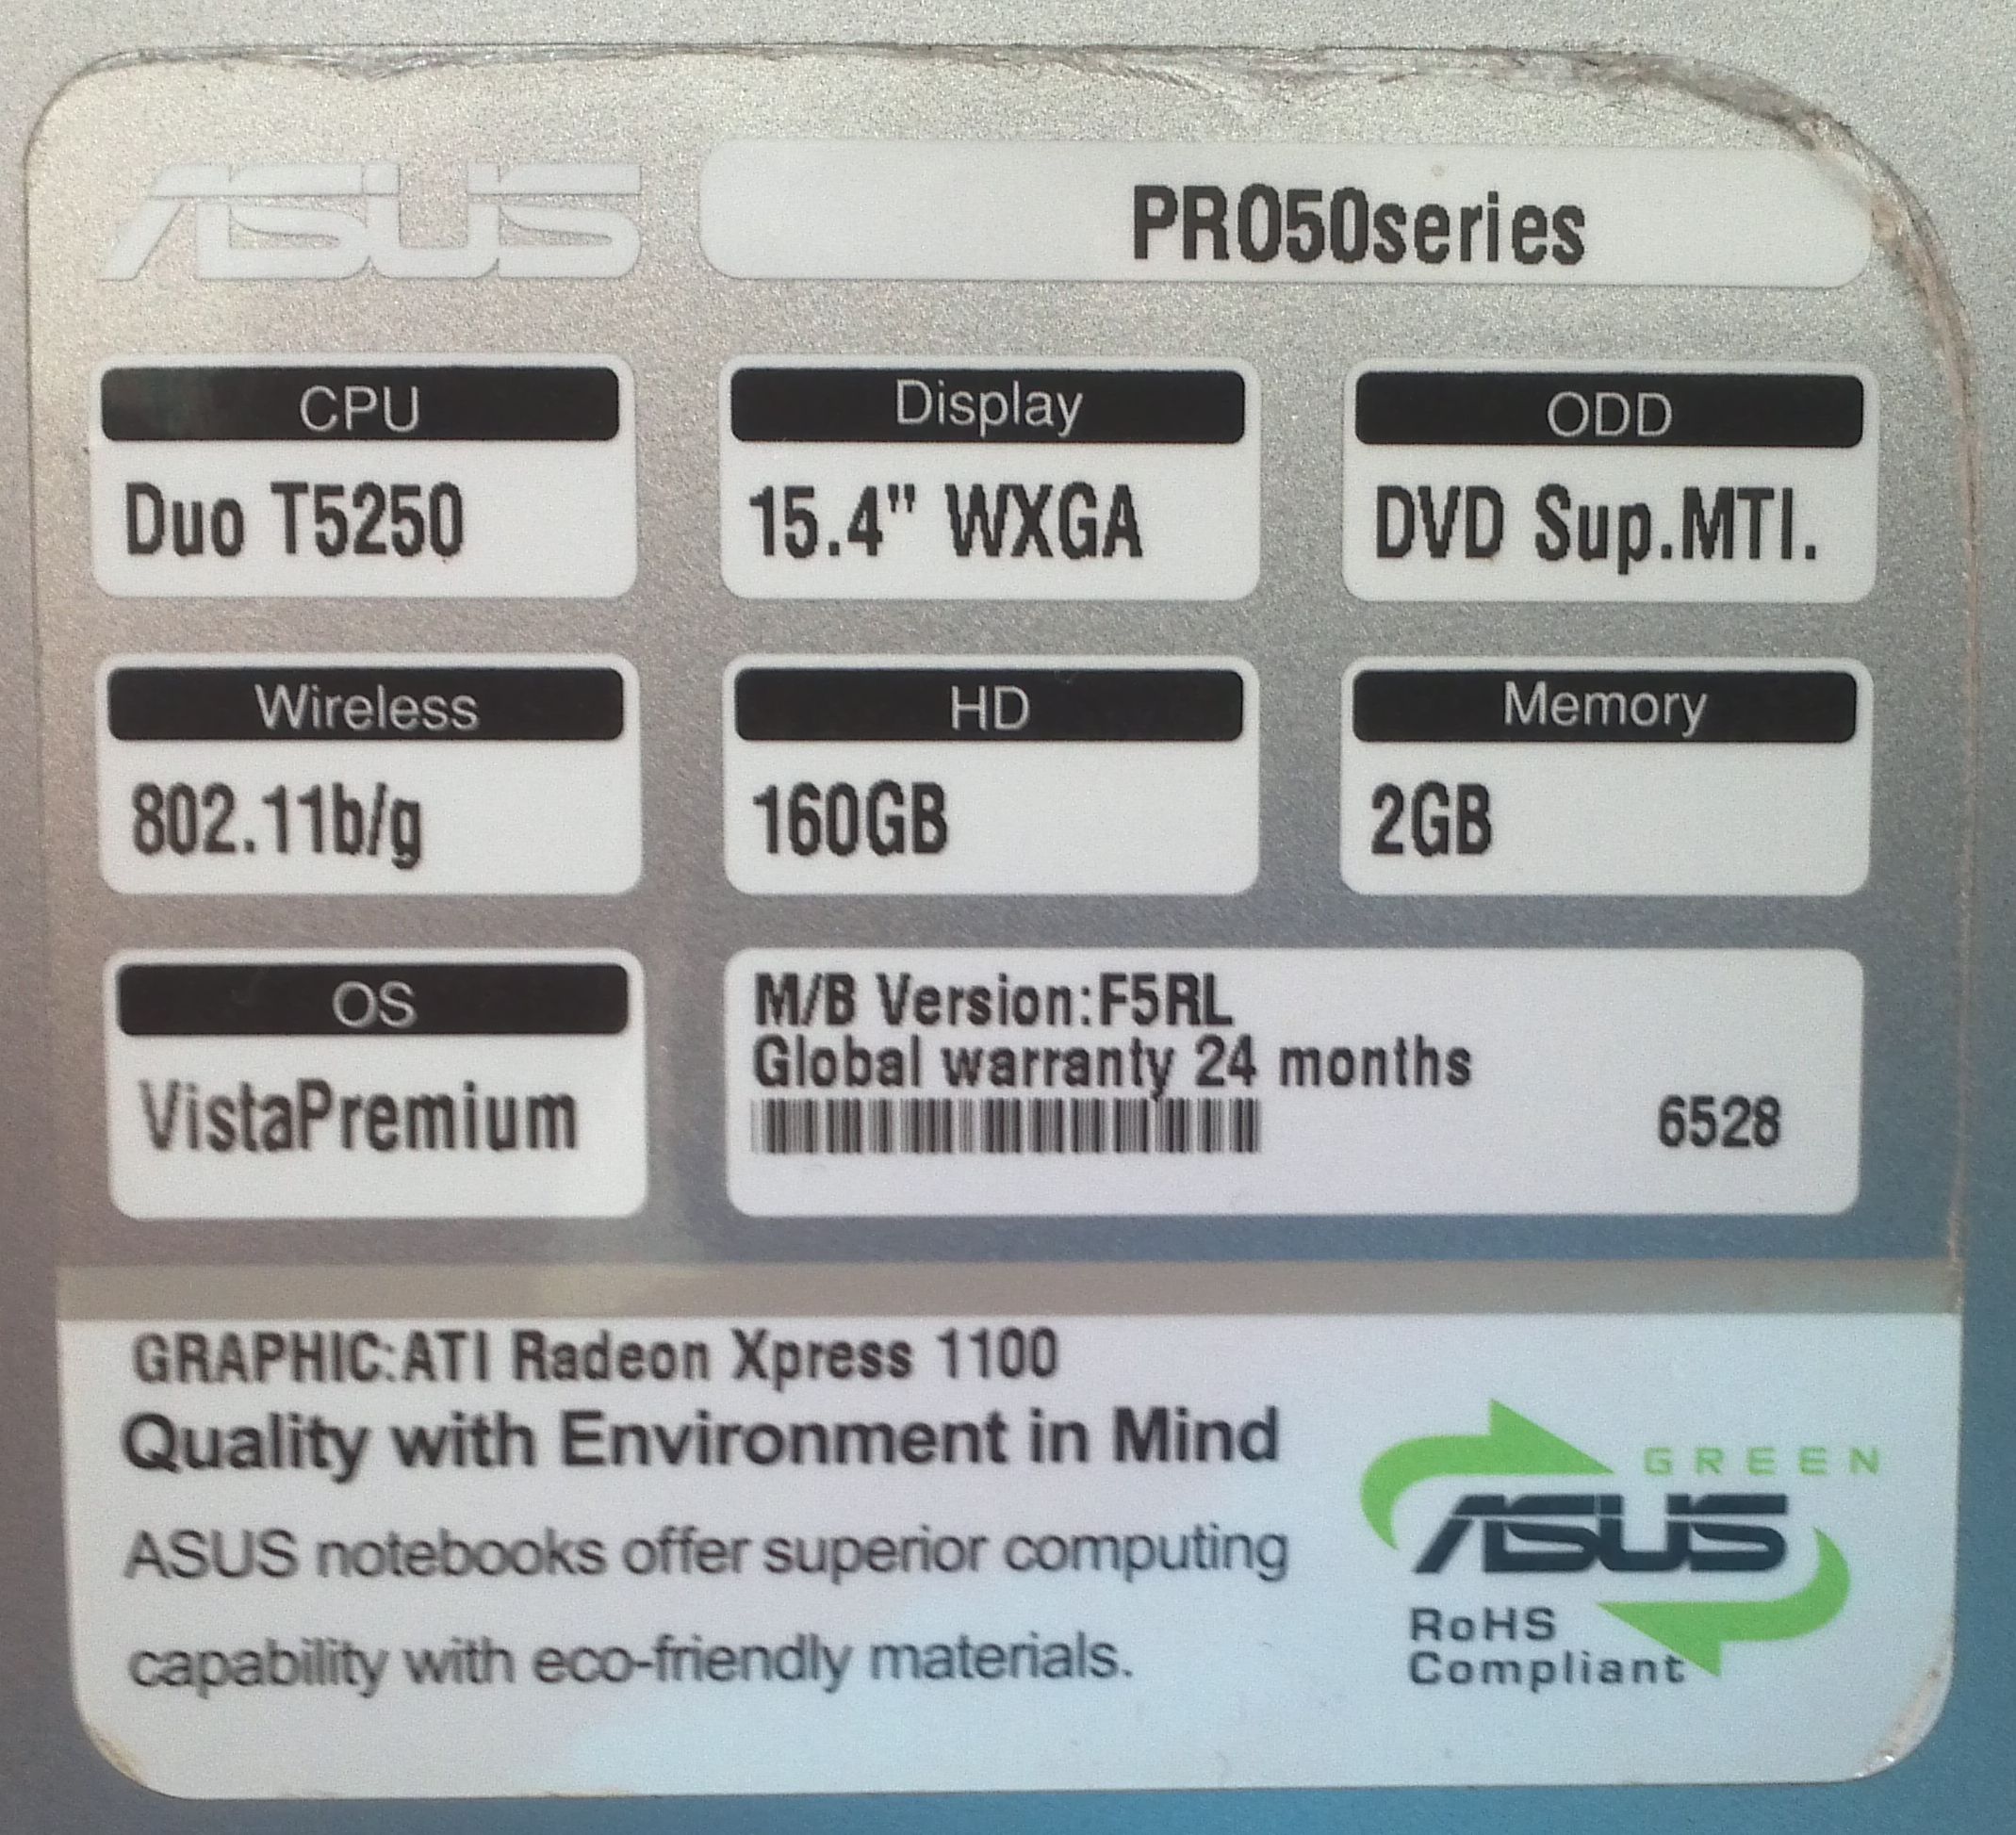 ASUS PRO50series
CPU Display ODD
Duo T5250 15.4" WXGA DVD Sup.MTI.
Wireless HD Memory
802.11b/g 160GB 2GB
OS
VistaPremium
M/B Version:F5RL
Global warranty 24 months
6528
GRAPHIC:ATI Radeon Xpress 1100
Quality with Environment in Mind
ASUS notebooks offer superior computing
capability with eco-friendly materials.
GREEN
ASUS
RoHS
Compliant